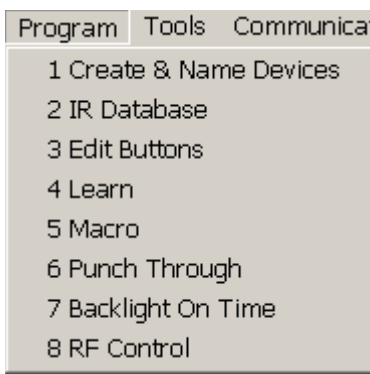 Program Tools Communica
1 Create & Name Devices
2 IR Database
3 Edit Buttons
4 Learn
5 Macro
6 Punch Through
7 Backlight On Time
8 RF Control